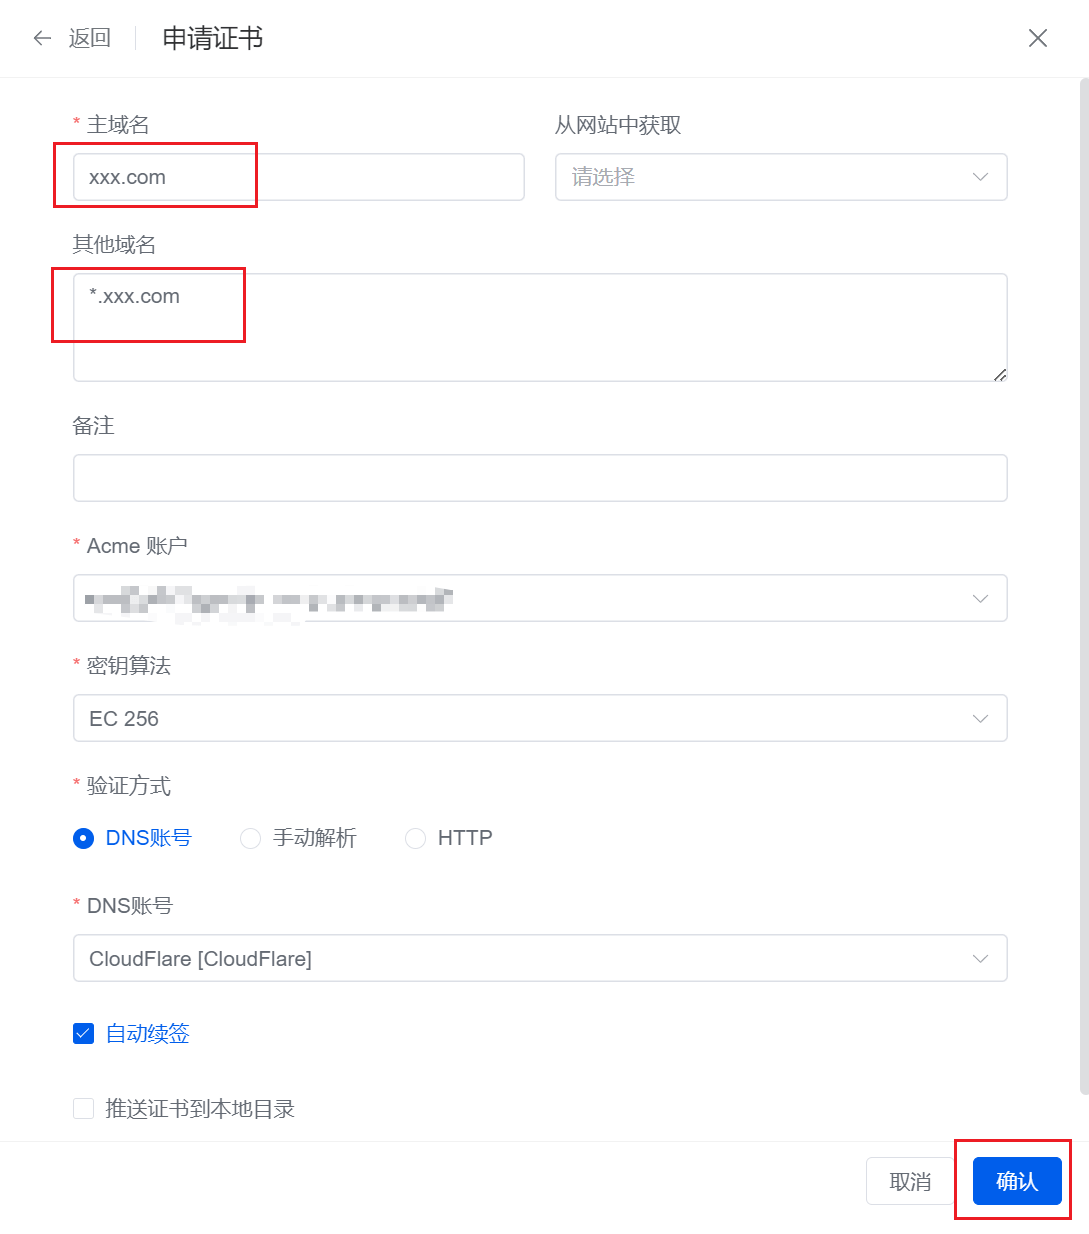 返回
申请证书
* 主域名
从网站中获取
xxx.com
请选择
其他域名
*.xxx.com
备注
* Acme 账户
* 密钥算法
EC 256
* 验证方式
DNS账号
手动解析
HTTP
* DNS账号
CloudFlare [CloudFlare]
自动续签
推送证书到本地目录
取消
确认